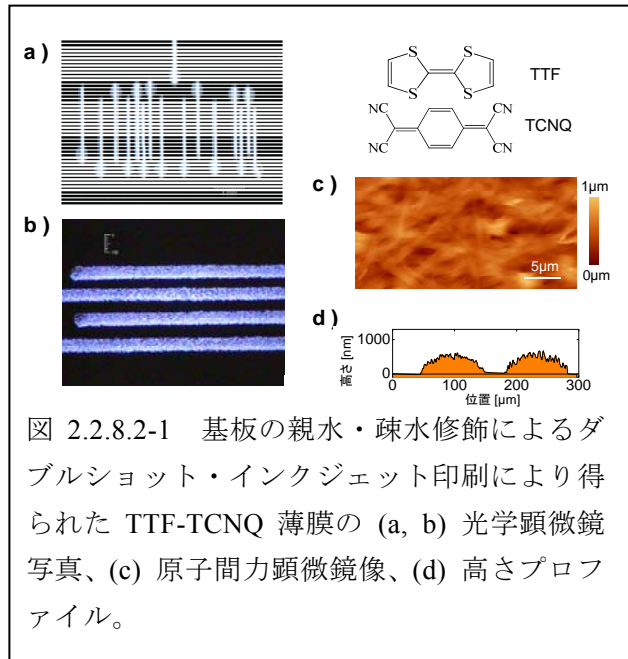 a )
S
S
S
S
TTF
NC
CN
TCNQ
NC
CN
c )
1µm
0µm
5µm
b )
d )
高さ [nm]
1000
0
0
100
200
300
位置 [µm]
図 2.2.8.2-1 基板の親水・疎水修飾によるダ
ブルショット・インクジェット印刷により得
られた TTF-TCNQ 薄膜の (a, b) 光学顕微鏡
写真、(c) 原子間力顕微鏡像、(d) 高さプロフ
ァイル。